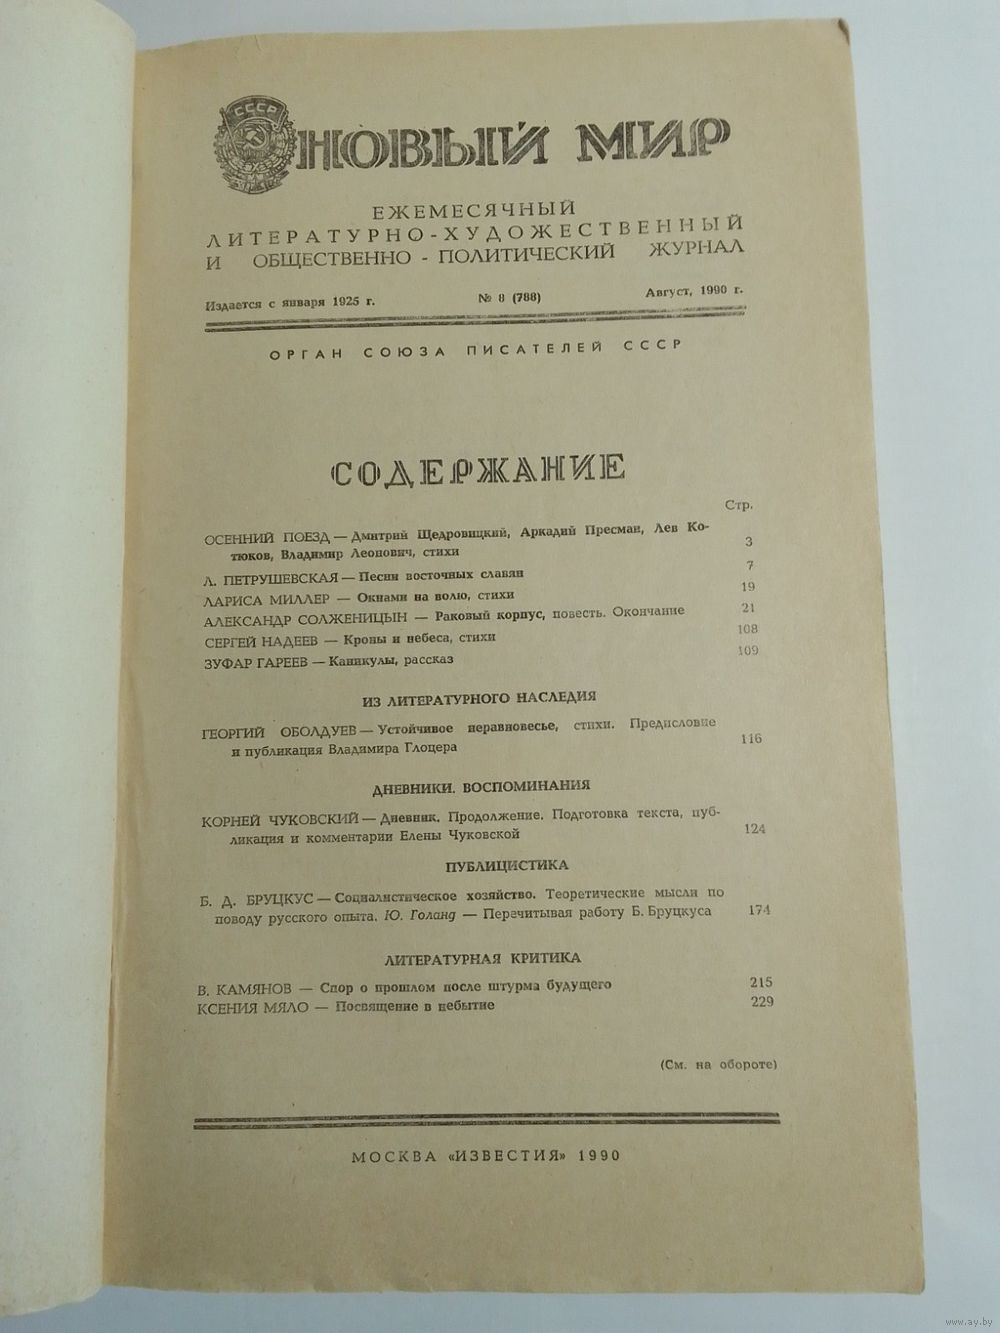 СССР
НОВЫЙ МИР
ЕЖЕМЕСЯЧНЫЙ
ЛИТЕРАТУРНО-ХУДОЖЕСТВЕННЫЙ
И ОБЩЕСТВЕННО - ПОЛИТИЧЕСКИЙ ЖУРНАЛ
Издается с января 1925 г. № 8 (788) Август, 1990 г.
ОРГАН СОЮЗА ПИСАТЕЛЕЙ СССР
СОДЕРЖАНИЕ
Стр.
ОСЕННИЙ ПОЕЗД — Дмитрий Щедровицкий, Аркадий Пресман, Лев Ко-
тюков, Владимир Леонович, стихи 3
Л. ПЕТРУШЕВСКАЯ — Песни восточных славян 7
ЛАРИСА МИЛЛЕР — Окнами на волю, стихи 19
АЛЕКСАНДР СОЛЖЕНИЦЫН — Раковый корпус, повесть. Окончание 21
СЕРГЕЙ НАДЕЕВ — Кроны и небеса, стихи 108
ЗУФАР ГАРЕЕВ — Каникулы, рассказ 109
ИЗ ЛИТЕРАТУРНОГО НАСЛЕДИЯ
ГЕОРГИЙ ОБОЛДУЕВ — Устойчивое неравновесье, стихи. Предисловие
и публикация Владимира Глоцера 116
ДНЕВНИКИ. ВОСПОМИНАНИЯ
КОРНЕЙ ЧУКОВСКИЙ — Дневник. Продолжение. Подготовка текста, пуб-
ликация и комментарии Елены Чуковской 124
ПУБЛИЦИСТИКА
Б. Д. БРУЦКУС — Социалистическое хозяйство. Теоретические мысли по
поводу русского опыта. Ю. Голанд — Перечитывая работу Б. Бруцкуса 174
ЛИТЕРАТУРНАЯ КРИТИКА
В. КАМЯНОВ — Спор о прошлом после штурма будущего 215
КСЕНИЯ МЯЛО — Посвящение в небытие 229
(См. на обороте)
МОСКВА «ИЗВЕСТИЯ» 1990
www.ay.by